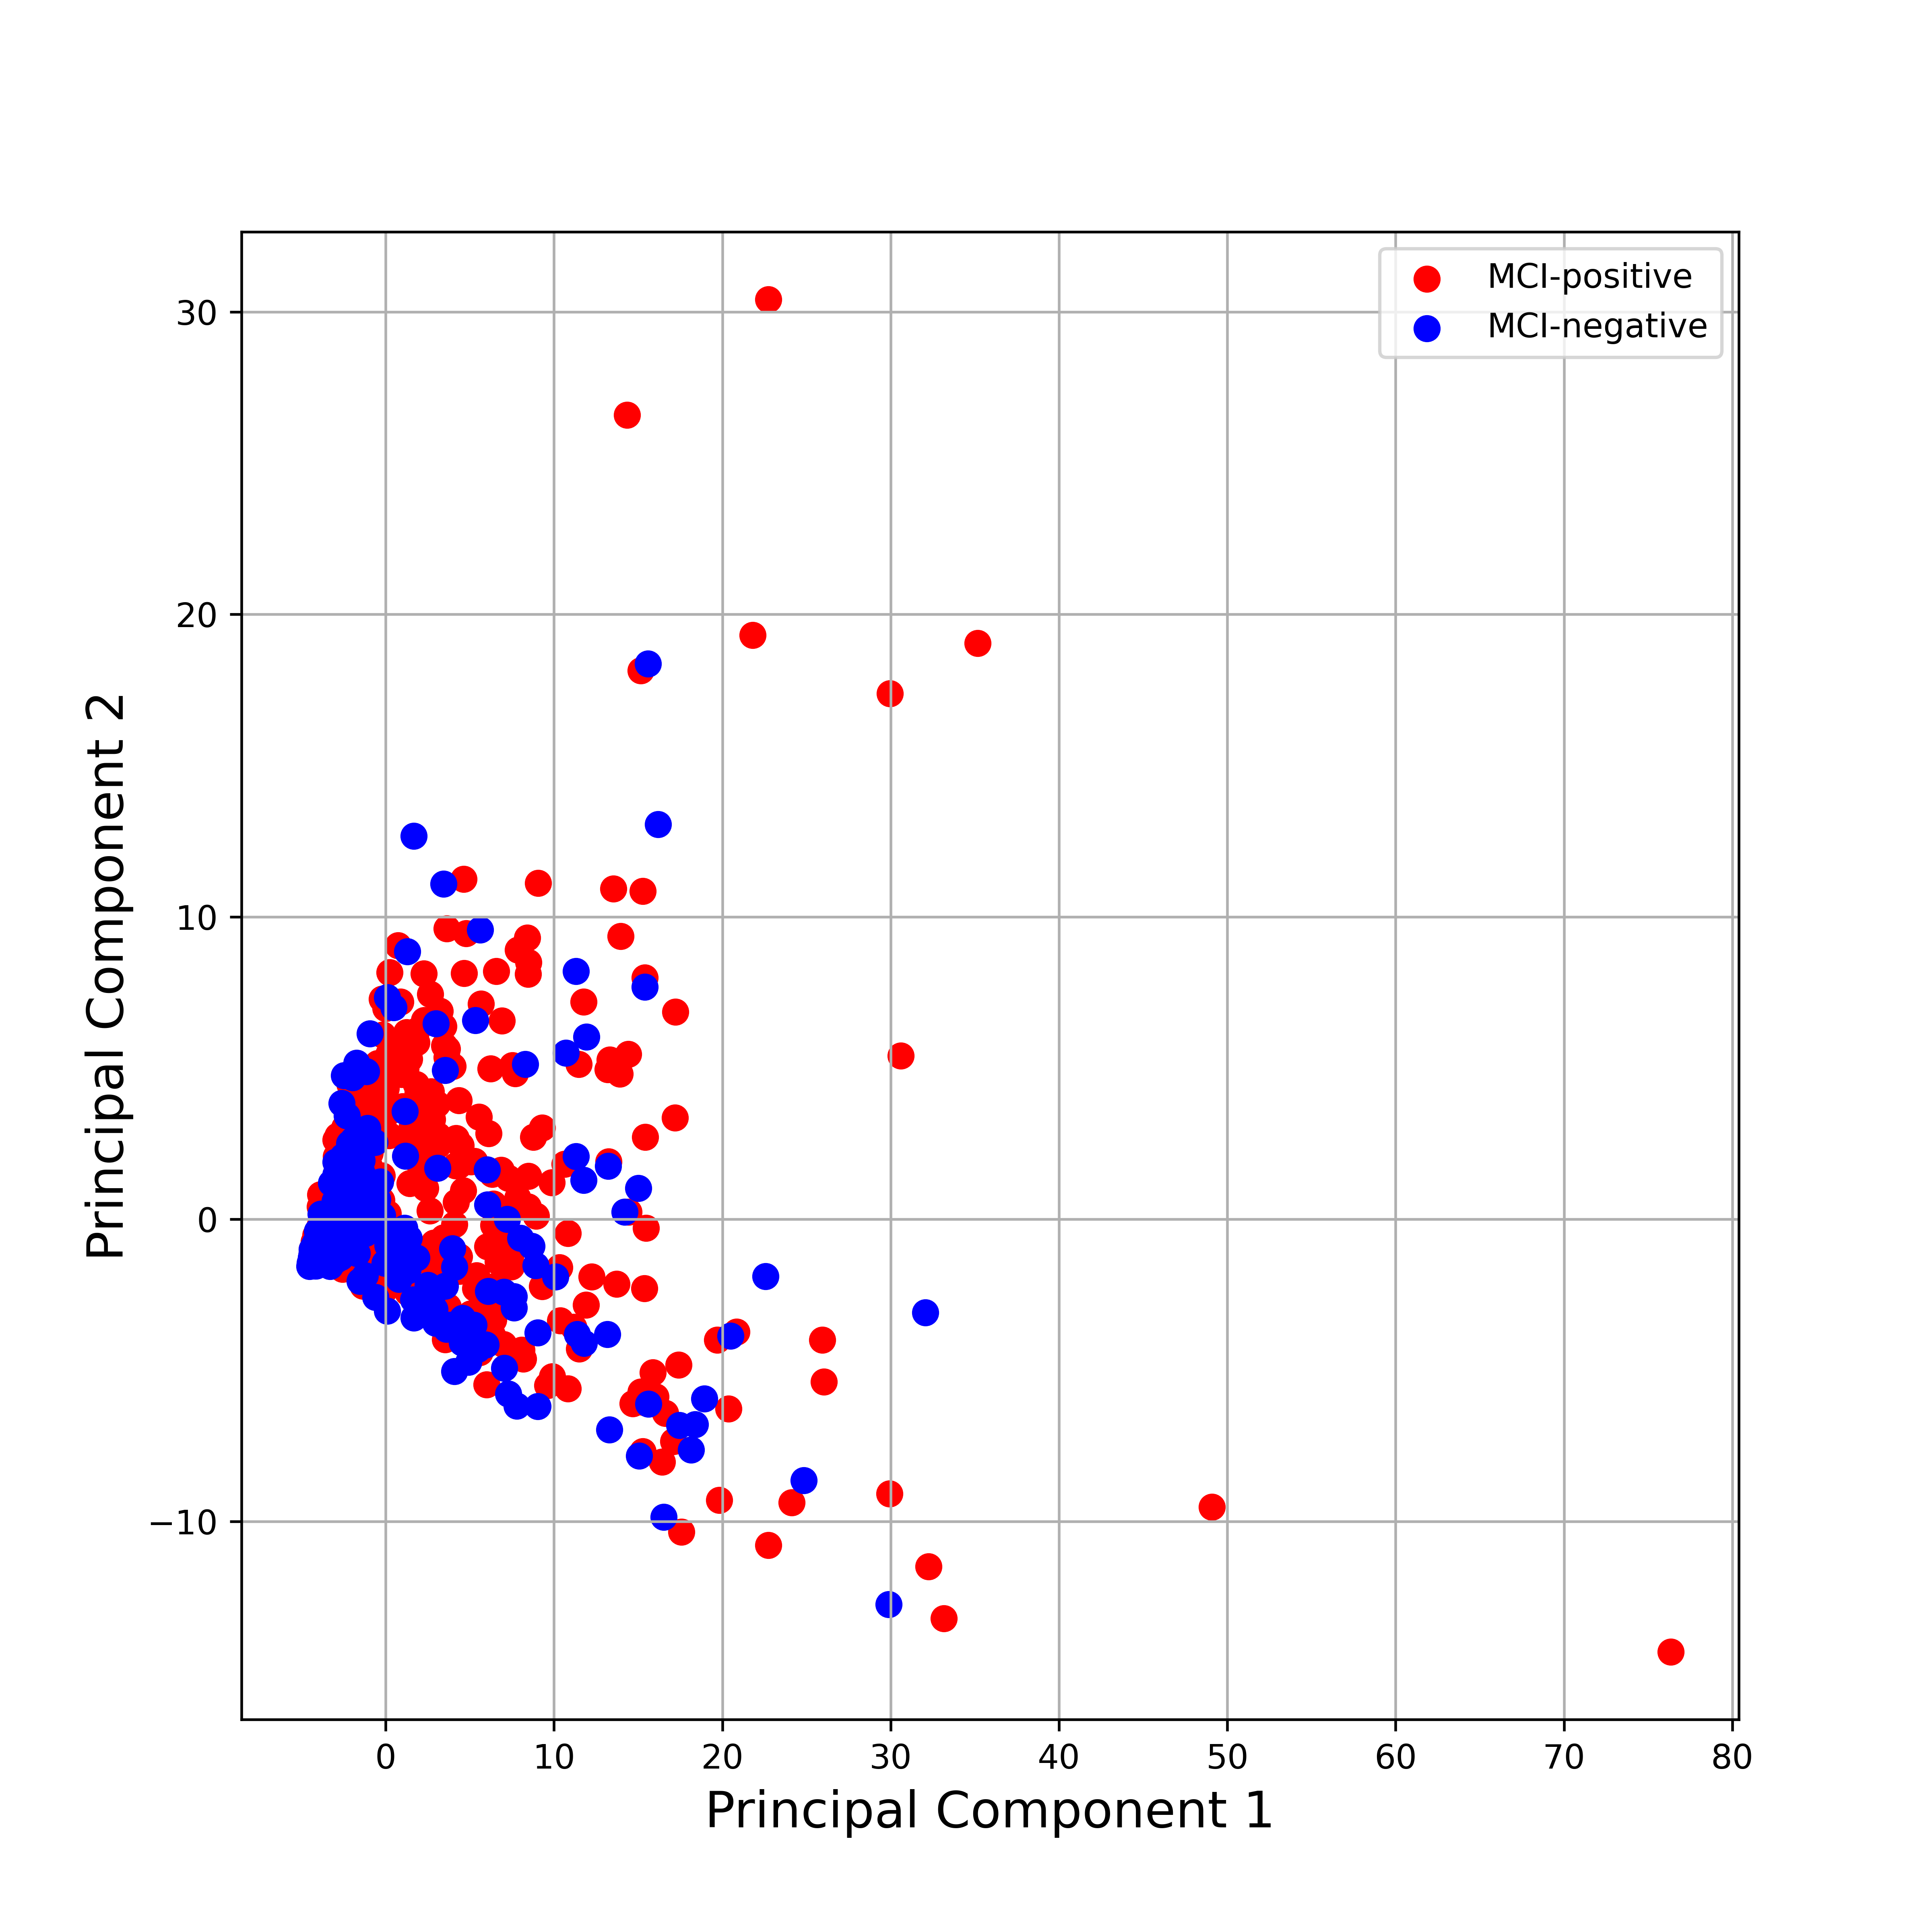 MCI-positive
MCI-negative
30
20
10
0
−10
Principal Component 2
0 10 20 30 40 50 60 70 80
Principal Component 1